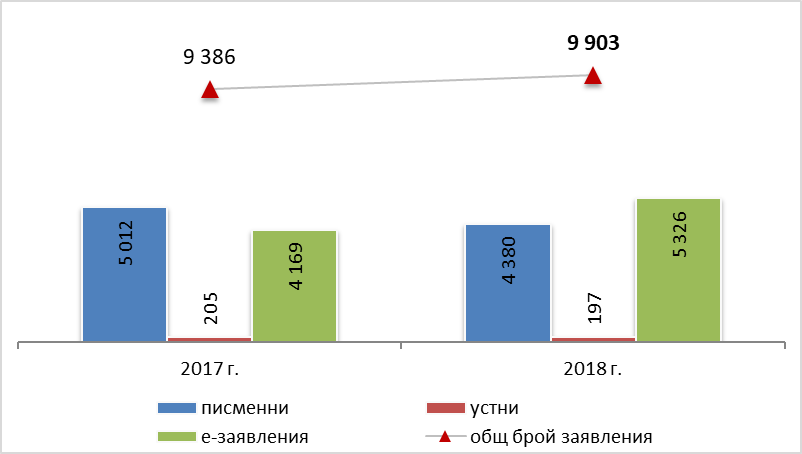 9 386
9 903
5 012
205
4 169
4 380
197
5 326
2017 г.
2018 г.
писменни
устни
е-заявления
общ брой заявления